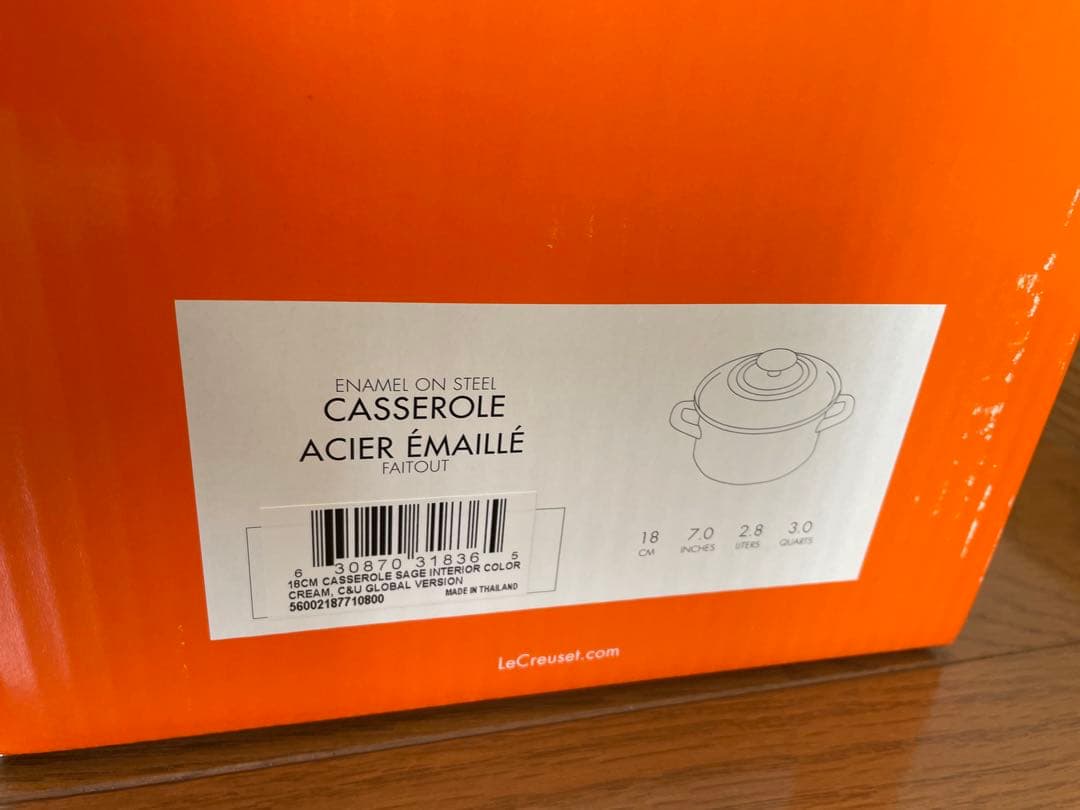 ENAMEL ON STEEL
CASSEROLE
ACIER ÉMAILLÉ
FAITOUT
6 30870 31836 5
18CM CASSEROLE SAGE INTERIOR COLOR
CREAM, C&U GLOBAL VERSION
MADE IN THAILAND
56002187710800
18 7.0 2.8 3.0
CM INCHES LITERS QUARTS
LeCreuset.com